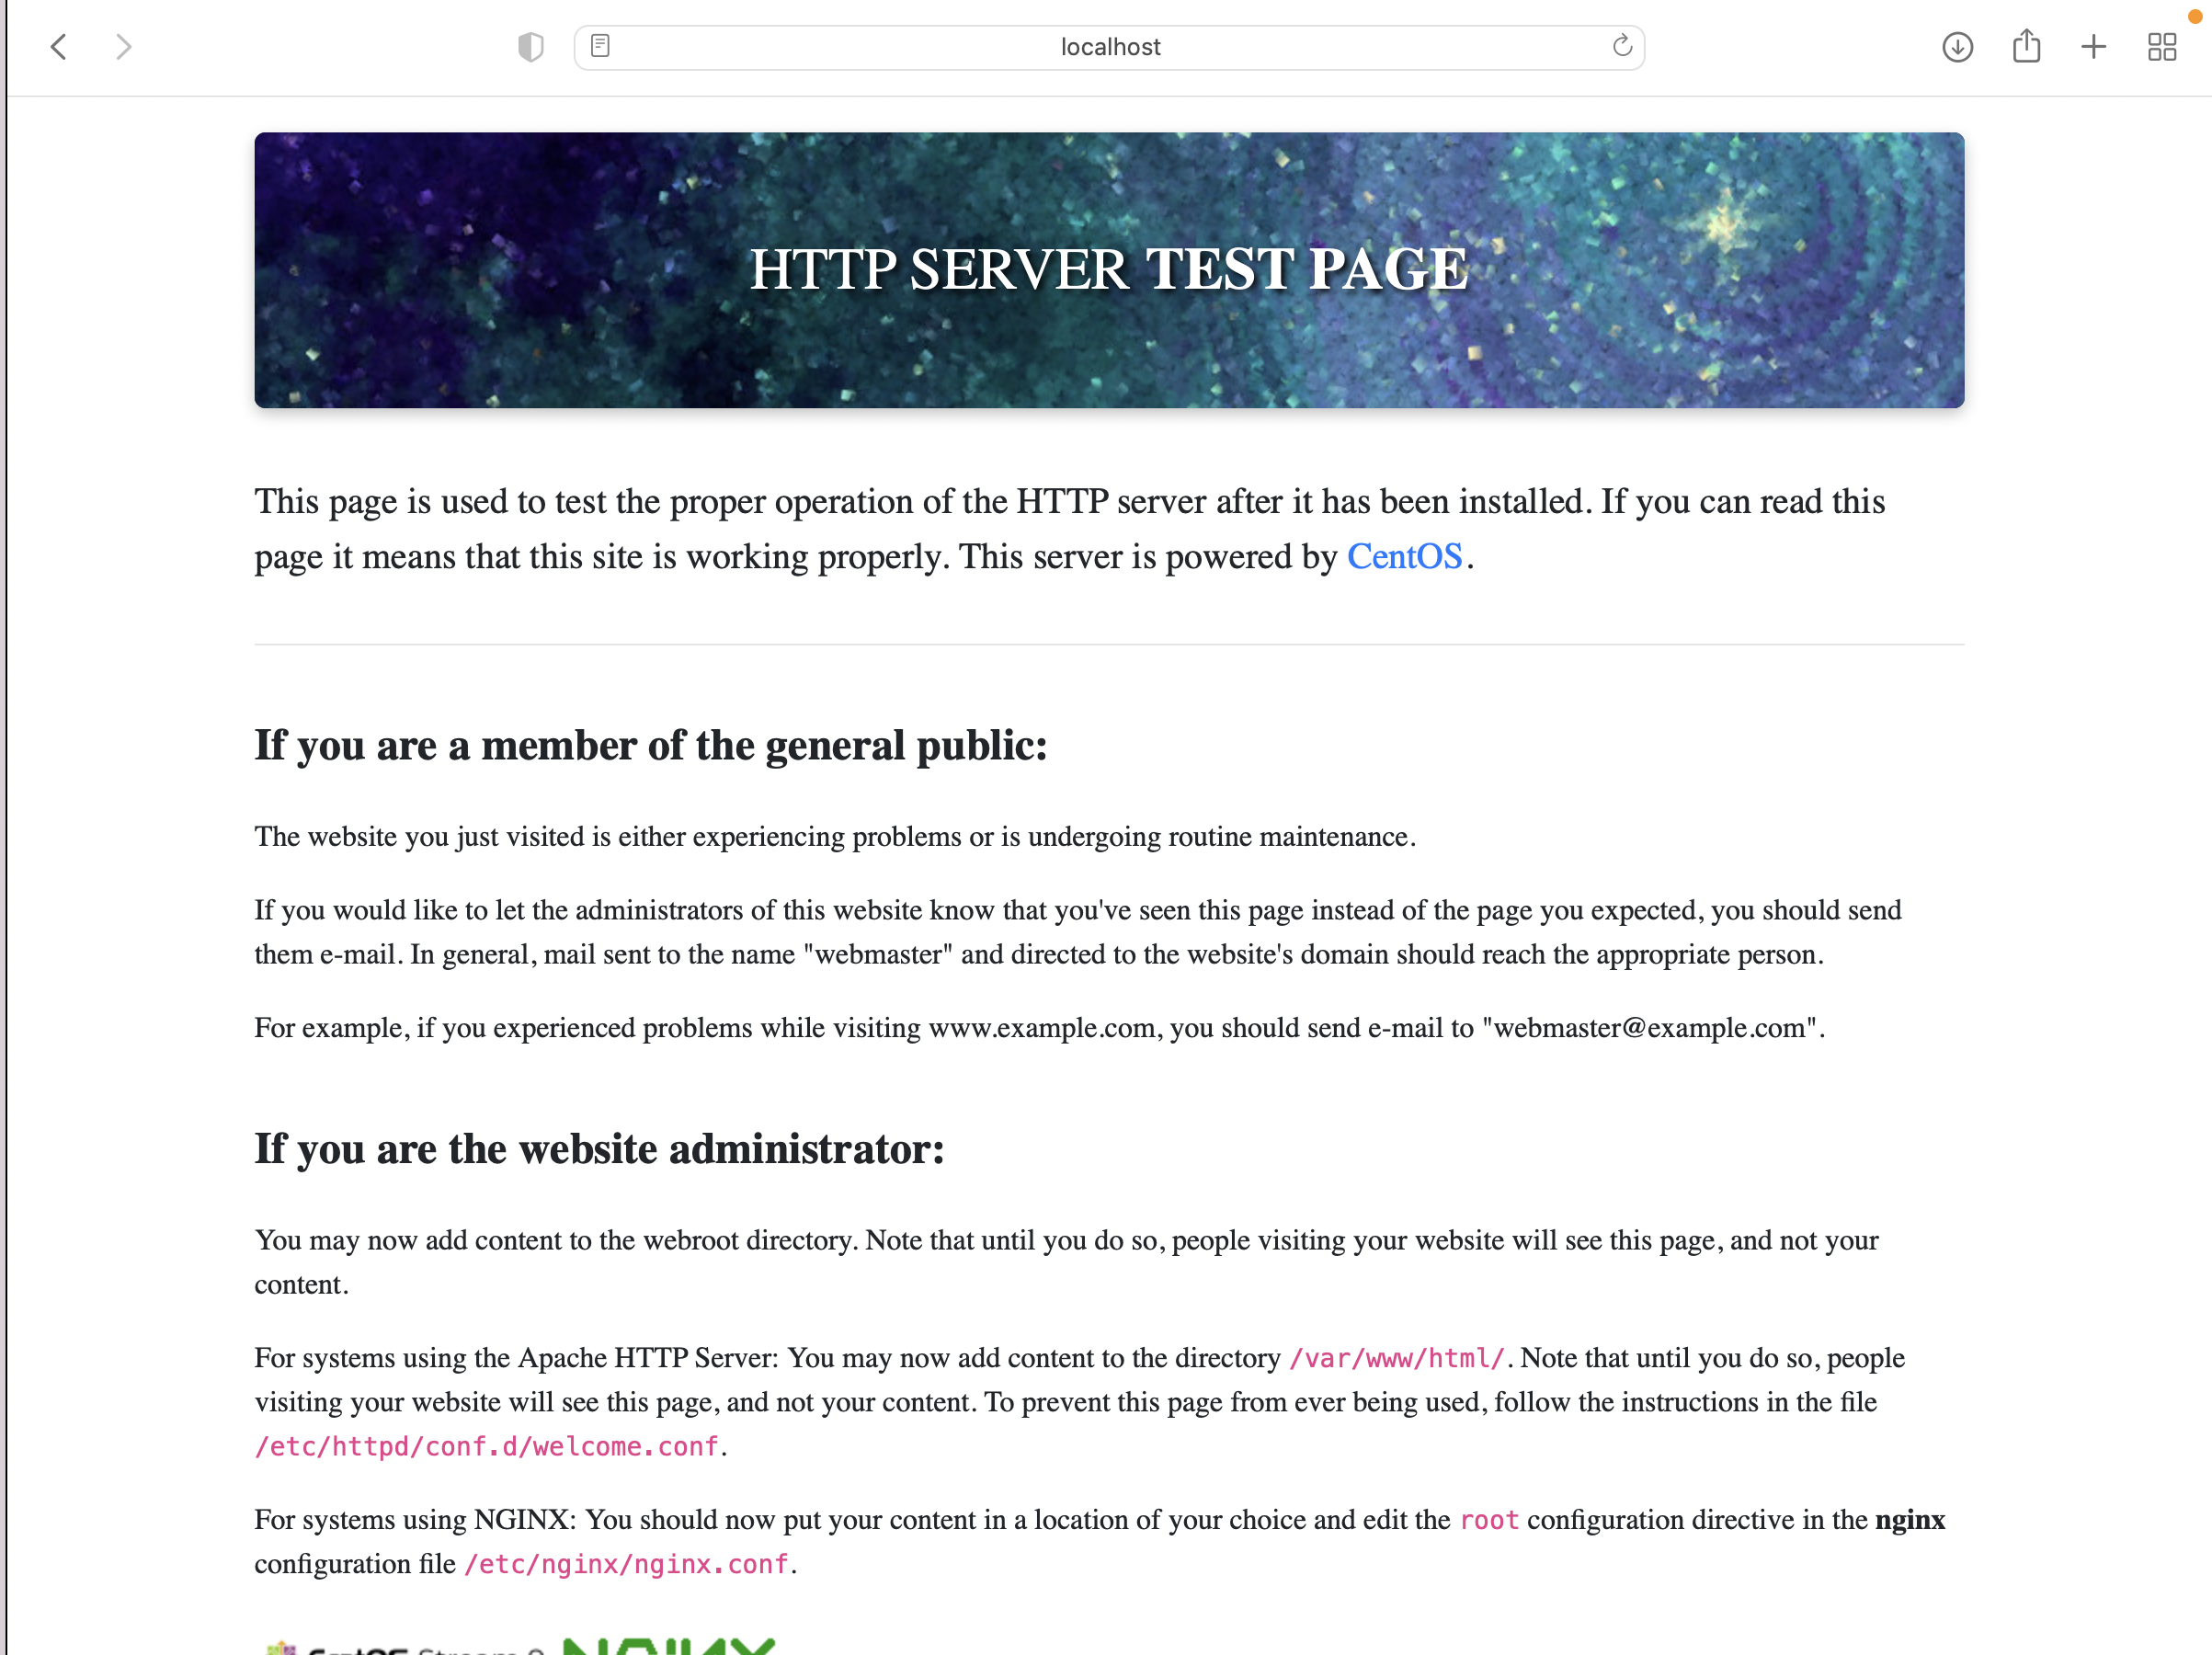 localhost
HTTP SERVER TEST PAGE
This page is used to test the proper operation of the HTTP server after it has been installed. If you can read this
page it means that this site is working properly. This server is powered by CentOS.
If you are a member of the general public:
The website you just visited is either experiencing problems or is undergoing routine maintenance.
If you would like to let the administrators of this website know that you've seen this page instead of the page you expected, you should send
them e-mail. In general, mail sent to the name "webmaster" and directed to the website's domain should reach the appropriate person.
For example, if you experienced problems while visiting www.example.com, you should send e-mail to "webmaster@example.com".
If you are the website administrator:
You may now add content to the webroot directory. Note that until you do so, people visiting your website will see this page, and not your
content.
For systems using the Apache HTTP Server: You may now add content to the directory /var/www/html/. Note that until you do so, people
visiting your website will see this page, and not your content. To prevent this page from ever being used, follow the instructions in the file
/etc/httpd/conf.d/welcome.conf.
For systems using NGINX: You should now put your content in a location of your choice and edit the root configuration directive in the nginx
configuration file /etc/nginx/nginx.conf.
CentOS Stream 9 NGINX